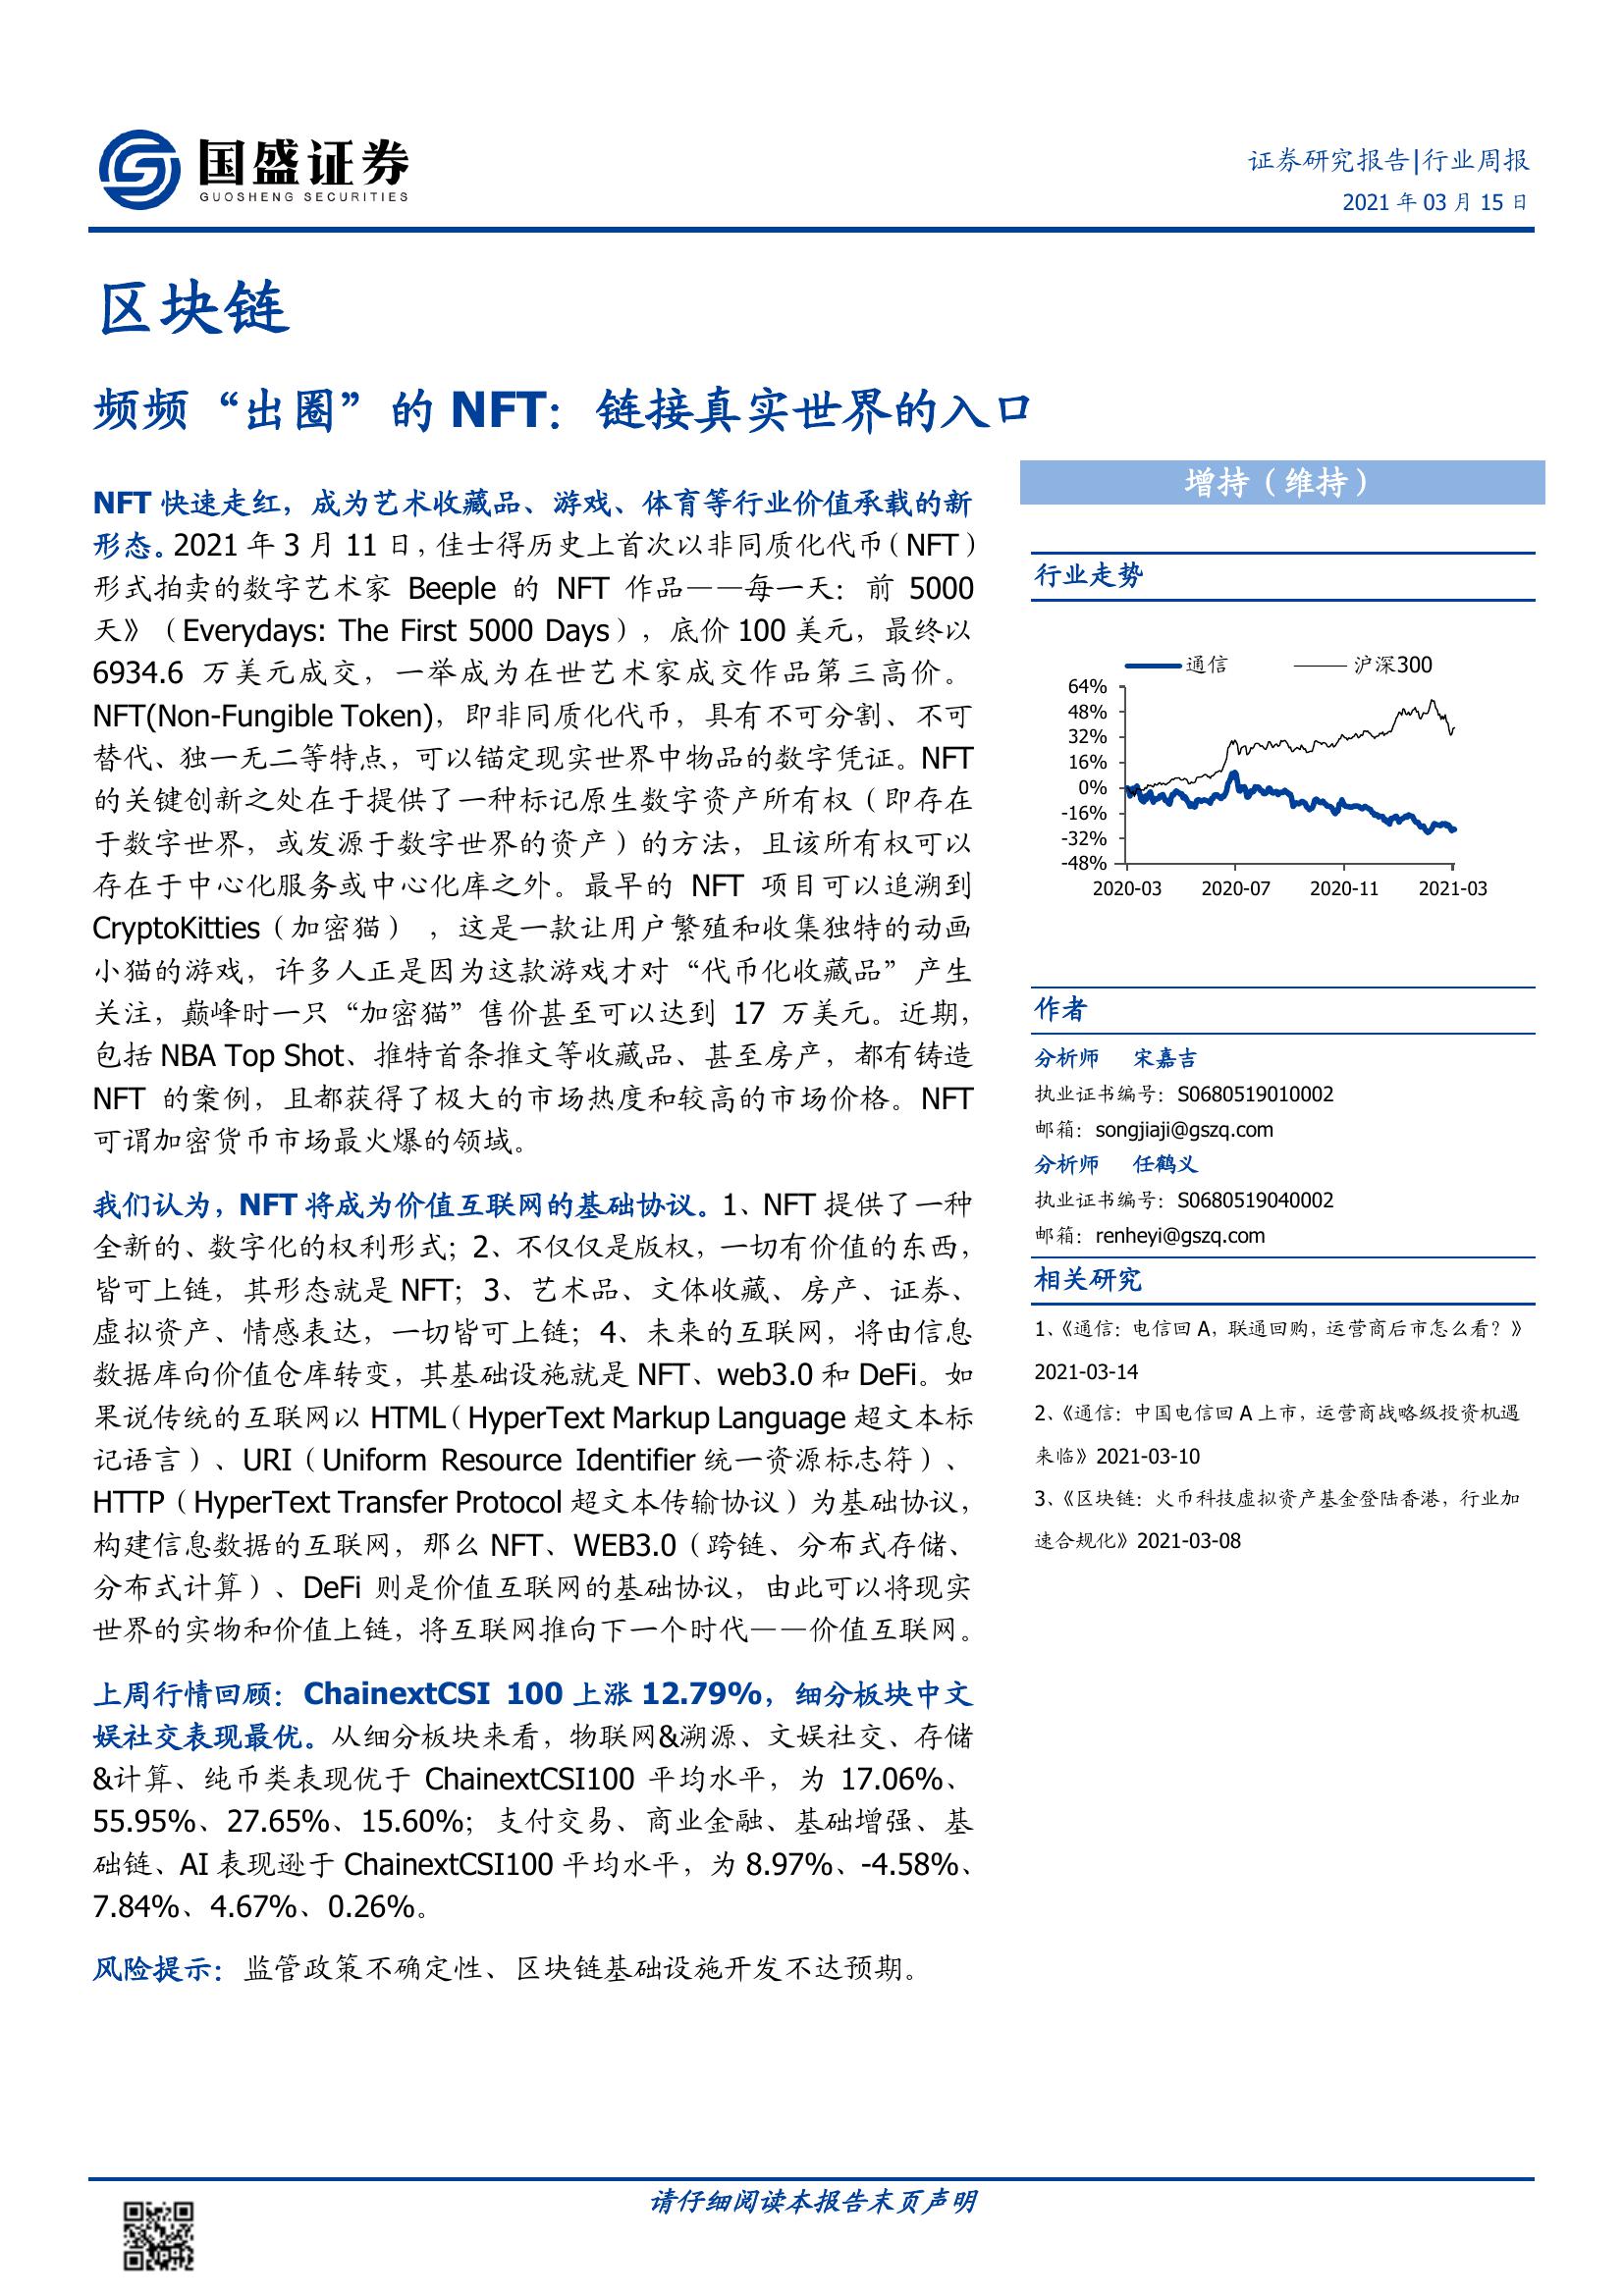 国盛证券
GUOSHENG SECURITIES
证券研究报告|行业周报
2021 年 03 月 15 日
区块链
频频“出圈”的 NFT：链接真实世界的入口
NFT 快速走红，成为艺术收藏品、游戏、体育等行业价值承载的新
形态。2021 年 3 月 11 日，佳士得历史上首次以非同质化代币（NFT）
形式拍卖的数字艺术家 Beeple 的 NFT 作品——每一天：前 5000
天》（Everydays: The First 5000 Days），底价 100 美元，最终以
6934.6 万美元成交，一举成为在世艺术家成交作品第三高价。
NFT(Non-Fungible Token)，即非同质化代币，具有不可分割、不可
替代、独一无二等特点，可以锚定现实世界中物品的数字凭证。NFT
的关键创新之处在于提供了一种标记原生数字资产所有权（即存在
于数字世界，或发源于数字世界的资产）的方法，且该所有权可以
存在于中心化服务或中心化库之外。最早的 NFT 项目可以追溯到
CryptoKitties（加密猫），这是一款让用户繁殖和收集独特的动画
小猫的游戏，许多人正是因为这款游戏才对“代币化收藏品”产生
关注，巅峰时一只“加密猫”售价甚至可以达到 17 万美元。近期，
包括 NBA Top Shot、推特首条推文等收藏品、甚至房产，都有铸造
NFT 的案例，且都获得了极大的市场热度和较高的市场价格。NFT
可谓加密货币市场最火爆的领域。
我们认为，NFT 将成为价值互联网的基础协议。1、NFT 提供了一种
全新的、数字化的权利形式；2、不仅仅是版权，一切有价值的东西，
皆可上链，其形态就是 NFT；3、艺术品、文体收藏、房产、证券、
虚拟资产、情感表达，一切皆可上链；4、未来的互联网，将由信息
数据库向价值仓库转变，其基础设施就是 NFT、web3.0 和 DeFi。如
果说传统的互联网以 HTML（HyperText Markup Language 超文本标
记语言）、URI（Uniform Resource Identifier 统一资源标志符）、
HTTP（HyperText Transfer Protocol 超文本传输协议）为基础协议，
构建信息数据的互联网，那么 NFT、WEB3.0（跨链、分布式存储、
分布式计算）、DeFi 则是价值互联网的基础协议，由此可以将现实
世界的实物和价值上链，将互联网推向下一个时代——价值互联网。
上周行情回顾：ChainextCSI 100 上涨 12.79%，细分板块中文
娱社交表现最优。从细分板块来看，物联网&溯源、文娱社交、存储
&计算、纯币类表现优于 ChainextCSI100 平均水平，为 17.06%、
55.95%、27.65%、15.60%；支付交易、商业金融、基础增强、基
础链、AI 表现逊于 ChainextCSI100 平均水平，为 8.97%、-4.58%、
7.84%、4.67%、0.26%。
风险提示：监管政策不确定性、区块链基础设施开发不达预期。
增持（维持）
行业走势
通信 沪深300
64%
48%
32%
16%
0%
-16%
-32%
-48%
2020-03 2020-07 2020-11 2021-03
作者
分析师 宋嘉吉
执业证书编号：S0680519010002
邮箱：songjiaji@gszq.com
分析师 任鹤义
执业证书编号：S0680519040002
邮箱：renheyi@gszq.com
相关研究
1、《通信：电信回 A，联通回购，运营商后市怎么看？》
2021-03-14
2、《通信：中国电信回 A 上市，运营商战略级投资机遇
来临》2021-03-10
3、《区块链：火币科技虚拟资产基金登陆香港，行业加
速合规化》2021-03-08
请仔细阅读本报告末页声明